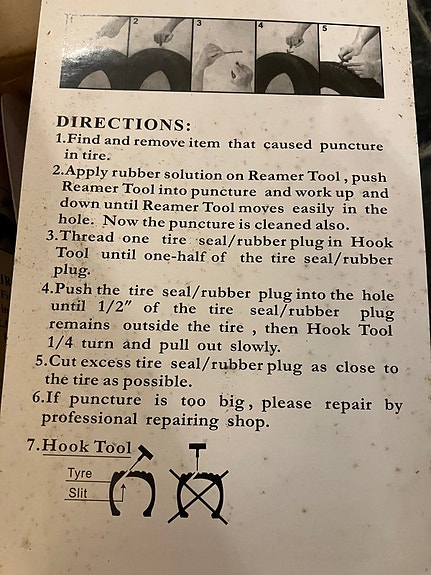 2
3
4
5
DIRECTIONS:
1.Find and remove item that caused puncture
in tire.
2.Apply rubber solution on Reamer Tool , push
Reamer Tool into puncture and work up and
down until Reamer Tool moves easily in the
hole. Now the puncture is cleaned also.
3.Thread one tire seal/rubber plug in Hook
Tool until one-half of the tire seal/rubber
plug.
4.Push the tire seal/rubber plug into the hole
until 1/2" of the tire seal/rubber plug
remains outside the tire , then Hook Tool
1/4 turn and pull out slowly.
5.Cut excess tire seal/rubber plug as close to
the tire as possible.
6.If puncture is too big, please repair by
professional repairing shop.
7.Hook Tool
Tyre
Slit